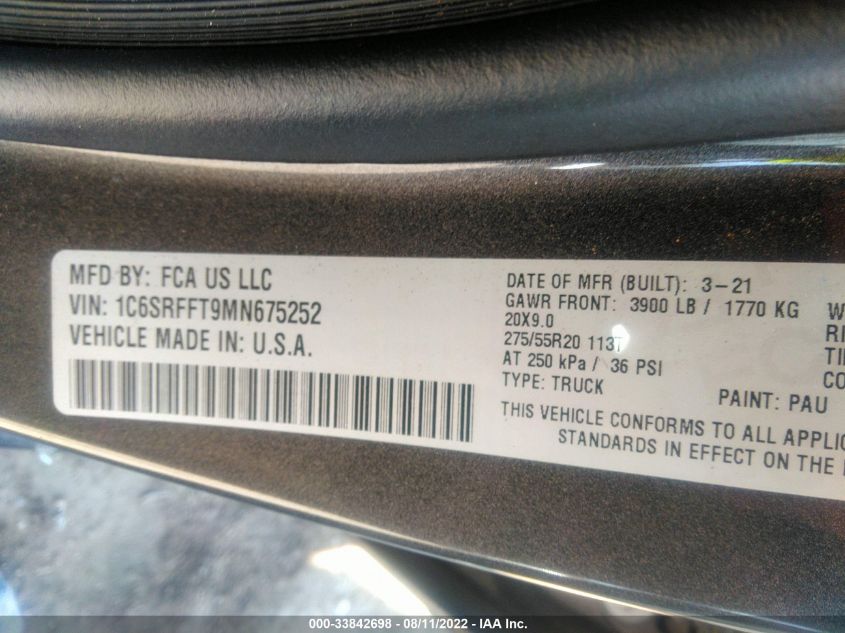 MFD BY: FCA US LLC
VIN: 1C6SRFFT9MN675252
VEHICLE MADE IN: U.S.A.
DATE OF MFR (BUILT): 3-21
GAWR FRONT: 3900 LB / 1770 KG
20X9.0
275/55R20 113T
AT 250 kPa / 36 PSI
TYPE: TRUCK
PAINT: PAU
THIS VEHICLE CONFORMS TO ALL
STANDARDS IN EFFECT ON THE
000-33842698 - 08/11/2022 - IAA Inc.